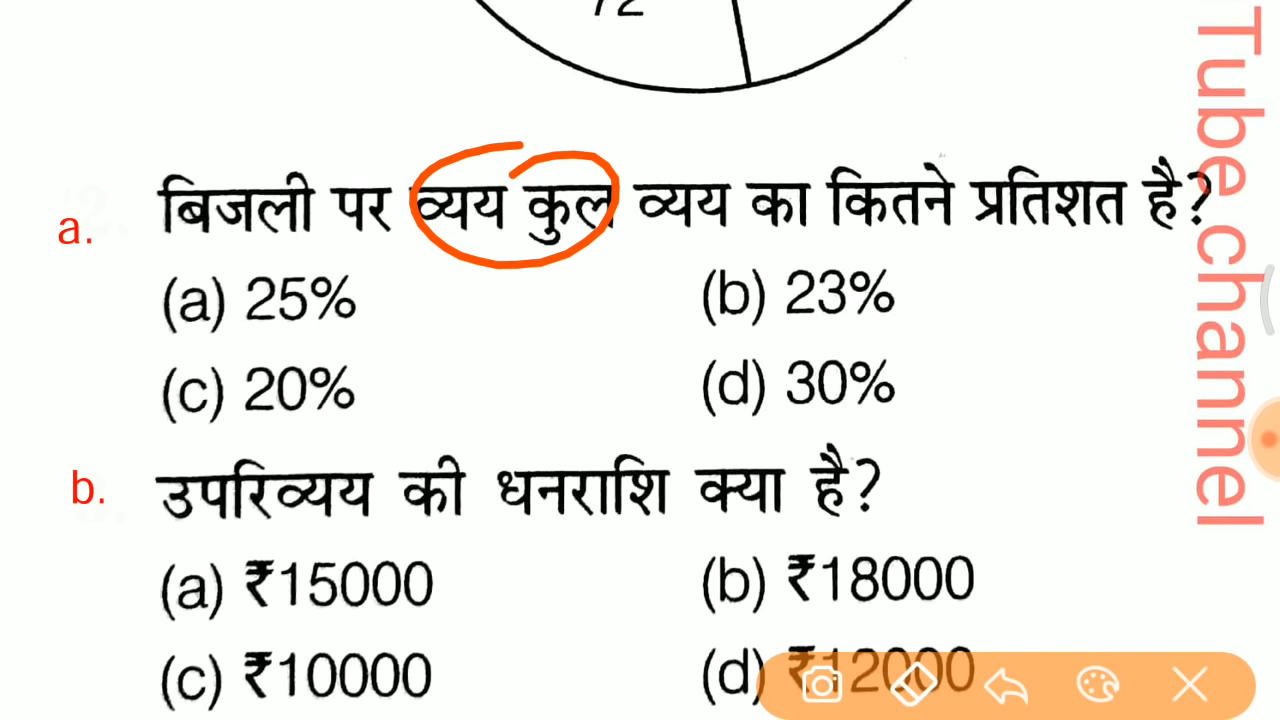 72
a. बिजली पर व्यय कुल व्यय का कितने प्रतिशत है?
(a) 25% (b) 23%
(c) 20% (d) 30%
b. उपरिव्यय की धनराशि क्या है?
(a) ₹15000 (b) ₹18000
(c) ₹10000 (d) ₹12000
Tube channel